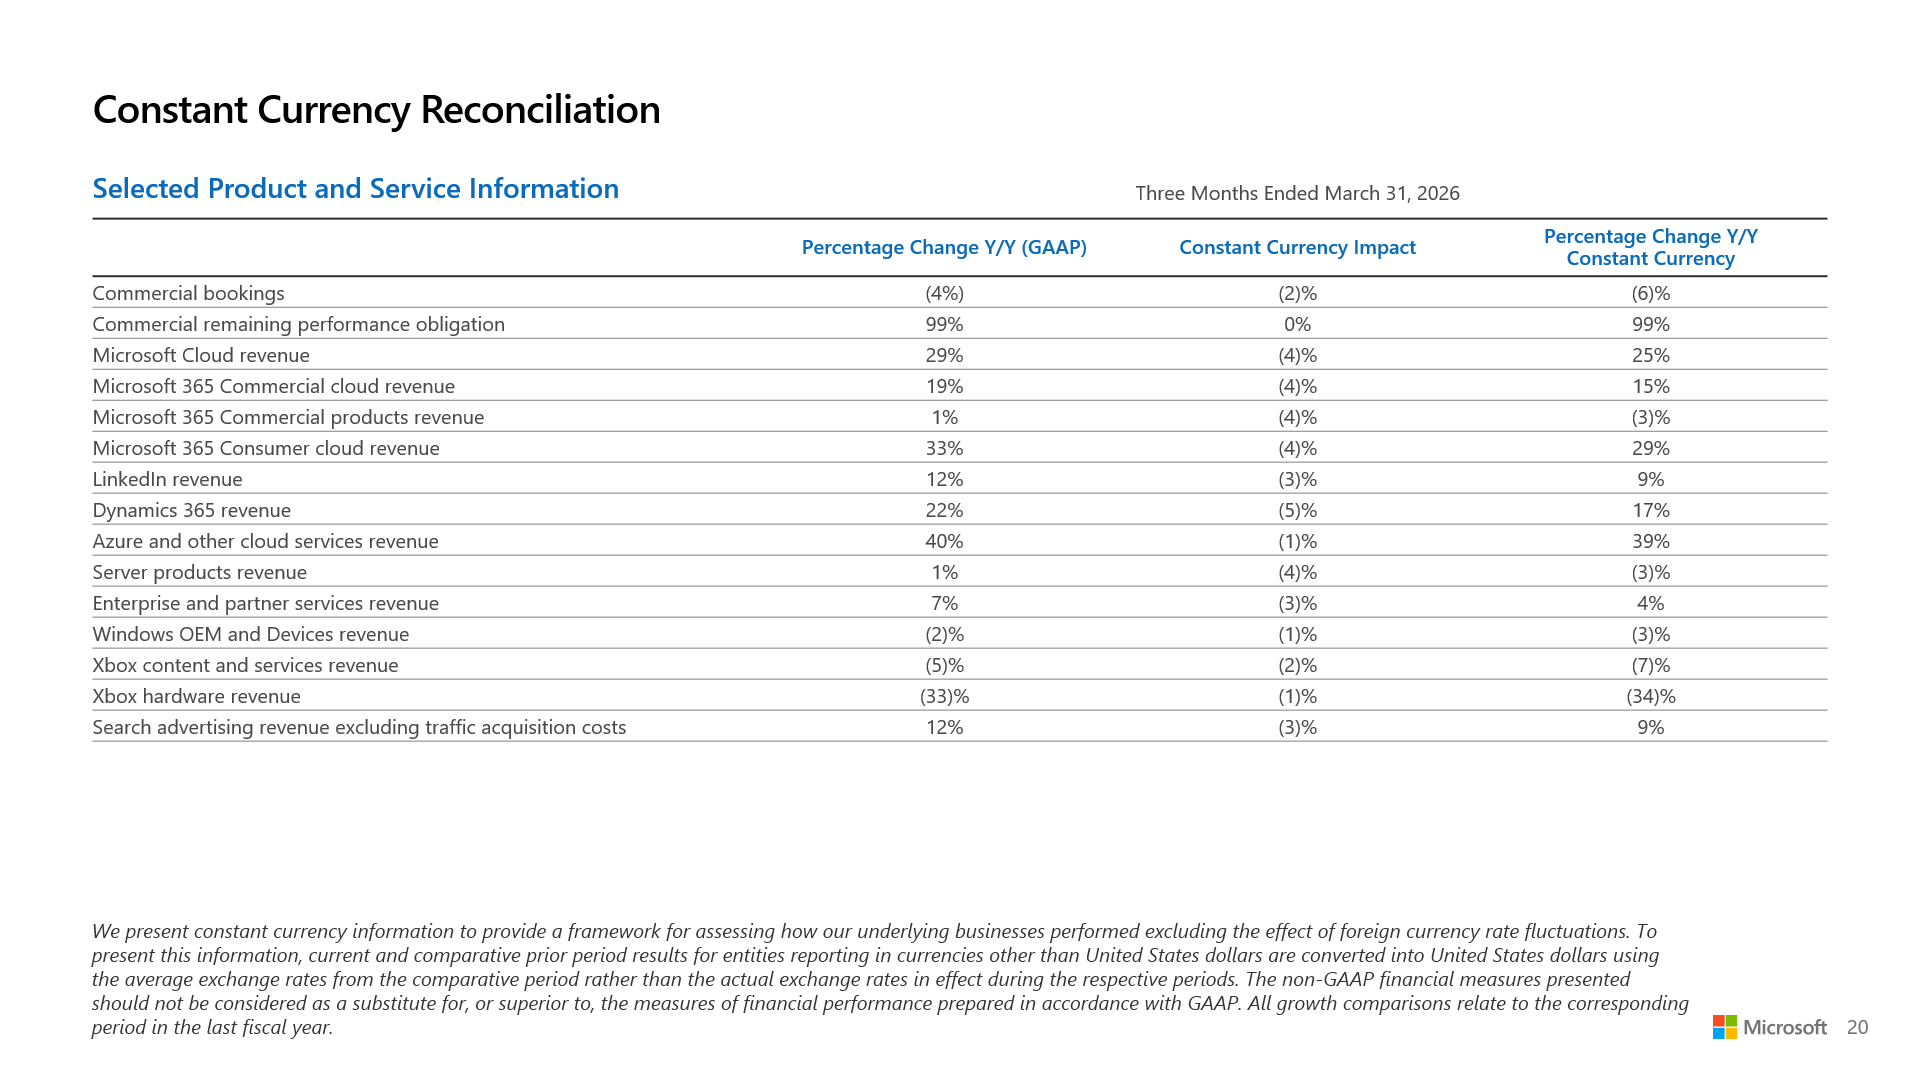 Constant Currency Reconciliation
Selected Product and Service Information
Three Months Ended March 31, 2026
Percentage Change Y/Y (GAAP) Constant Currency Impact Percentage Change Y/Y
Constant Currency
Commercial bookings (4%) (2)% (6)%
Commercial remaining performance obligation 99% 0% 99%
Microsoft Cloud revenue 29% (4)% 25%
Microsoft 365 Commercial cloud revenue 19% (4)% 15%
Microsoft 365 Commercial products revenue 1% (4)% (3)%
Microsoft 365 Consumer cloud revenue 33% (4)% 29%
LinkedIn revenue 12% (3)% 9%
Dynamics 365 revenue 22% (5)% 17%
Azure and other cloud services revenue 40% (1)% 39%
Server products revenue 1% (4)% (3)%
Enterprise and partner services revenue 7% (3)% 4%
Windows OEM and Devices revenue (2)% (1)% (3)%
Xbox content and services revenue (5)% (2)% (7)%
Xbox hardware revenue (33)% (1)% (34)%
Search advertising revenue excluding traffic acquisition costs 12% (3)% 9%
We present constant currency information to provide a framework for assessing how our underlying businesses performed excluding the effect of foreign currency rate fluctuations. To
present this information, current and comparative prior period results for entities reporting in currencies other than United States dollars are converted into United States dollars using
the average exchange rates from the comparative period rather than the actual exchange rates in effect during the respective periods. The non-GAAP financial measures presented
should not be considered as a substitute for, or superior to, the measures of financial performance prepared in accordance with GAAP. All growth comparisons relate to the corresponding
period in the last fiscal year.
Microsoft 20